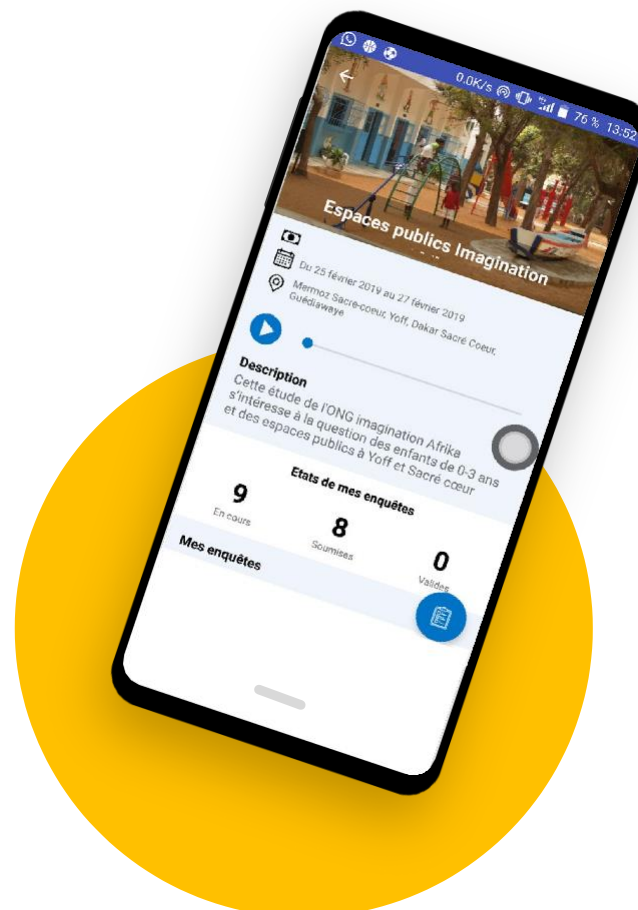 0.0K/s 76 % 13:52
Espaces publics Imagination
Du 25 février 2019 au 27 février 2019
Mermoz Sacre-coeur, Yoff, Dakar Sacré Coeur,
Guédiawaye
Description
Cette étude de l'ONG imagination Afrika
s'intéresse à la question des enfants de 0-3 ans
et des espaces publics à Yoff et Sacré cœur
Etats de mes enquêtes
9 8 0
En cours Soumises Valides
Mes enquêtes